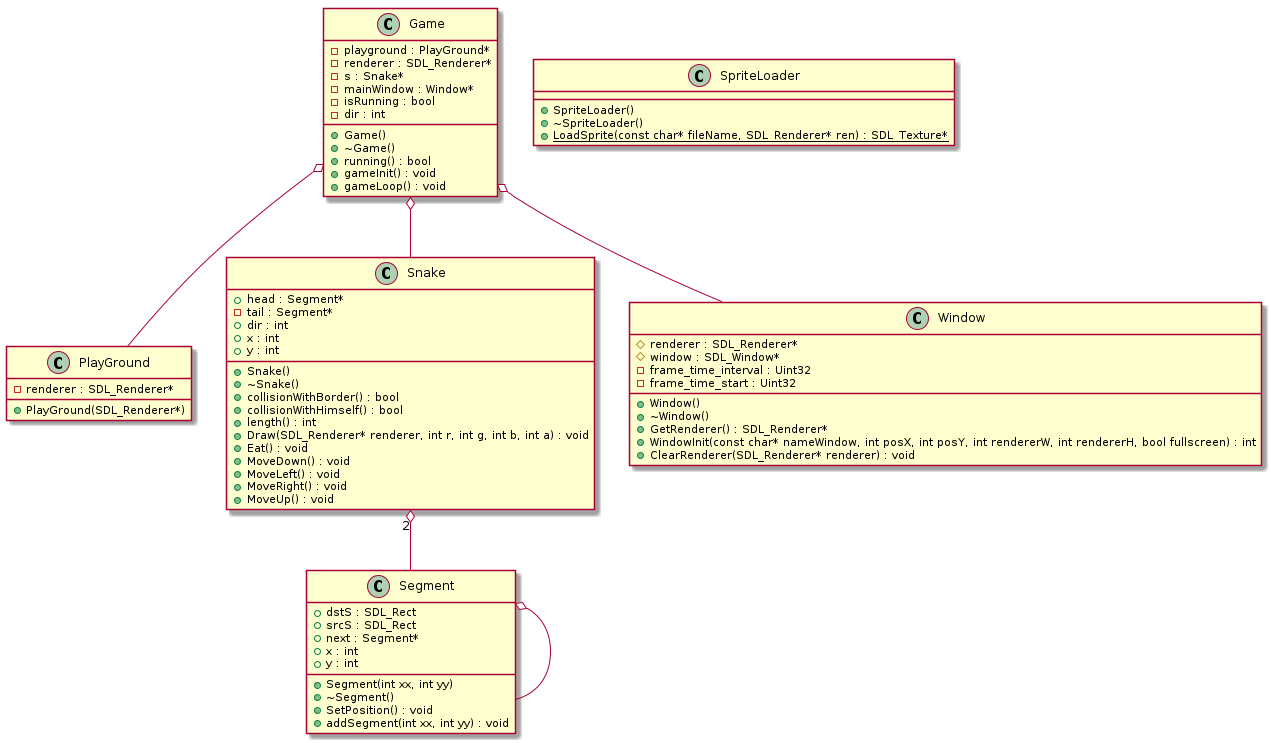 C Game
playground : PlayGround*
renderer : SDL_Renderer*
s : Snake*
mainWindow : Window*
isRunning : bool
dir : int
Game()
~Game()
running() : bool
gameInit() : void
gameLoop() : void
C SpriteLoader
SpriteLoader()
~SpriteLoader()
LoadSprite(const char* fileName, SDL_Renderer* ren) : SDL_Texture*
C Snake
head : Segment*
tail : Segment*
dir : int
x : int
y : int
Snake()
~Snake()
collisionWithBorder() : bool
collisionWithHimself() : bool
length() : int
Draw(SDL_Renderer* renderer, int r, int g, int b, int a) : void
Eat() : void
MoveDown() : void
MoveLeft() : void
MoveRight() : void
MoveUp() : void
C Window
renderer : SDL_Renderer*
window : SDL_Window*
frame_time_interval : Uint32
frame_time_start : Uint32
Window()
~Window()
GetRenderer() : SDL_Renderer*
WindowInit(const char* nameWindow, int posX, int posY, int rendererW, int rendererH, bool fullscreen) : int
ClearRenderer(SDL_Renderer* renderer) : void
C PlayGround
renderer : SDL_Renderer*
PlayGround(SDL_Renderer*)
2
C Segment
dstS : SDL_Rect
srcS : SDL_Rect
next : Segment*
x : int
y : int
Segment(int xx, int yy)
~Segment()
SetPosition() : void
addSegment(int xx, int yy) : void